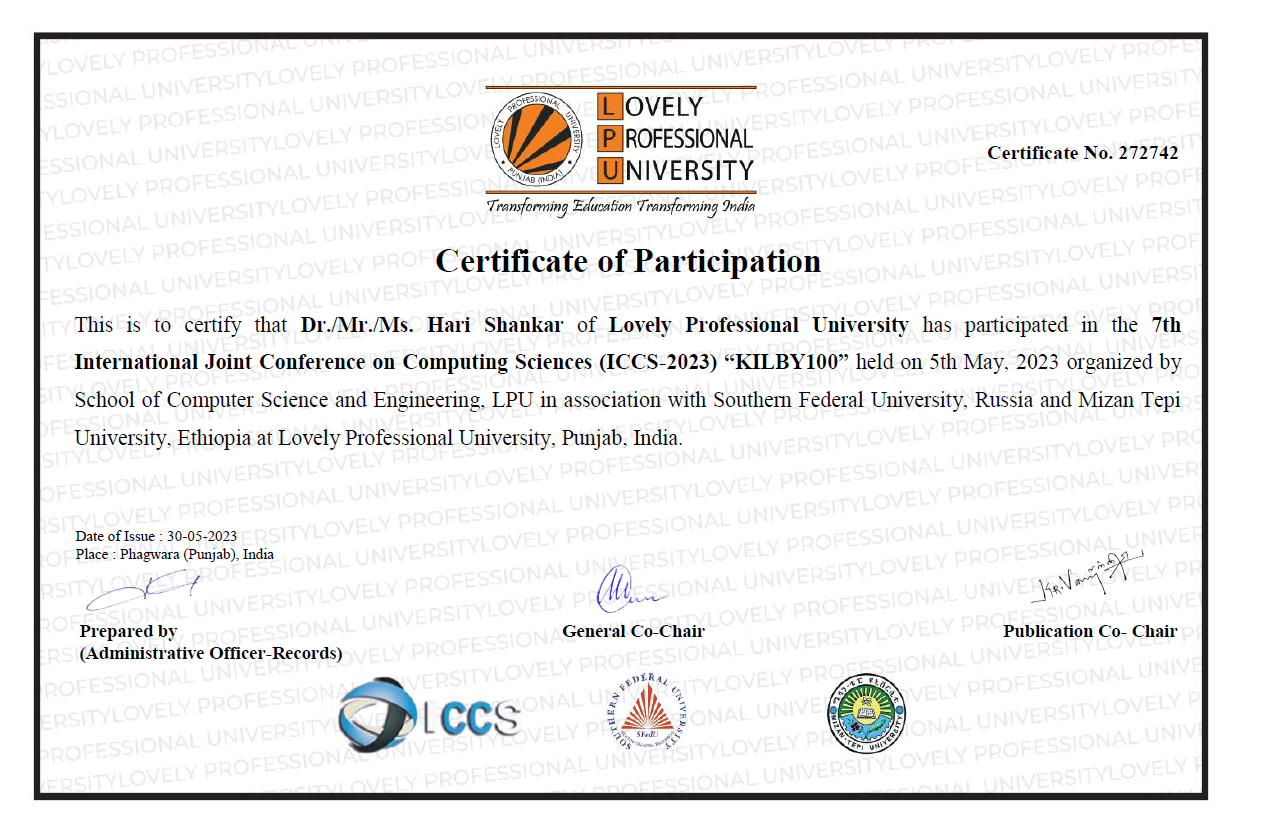 LOVELY PROFESSIONAL UNIVERSITY
PUNJAB (INDIA)
LOVELY
PROFESSIONAL
UNIVERSITY
Transforming Education Transforming India
Certificate No. 272742
Certificate of Participation
This is to certify that Dr./Mr./Ms. Hari Shankar of Lovely Professional University has participated in the 7th
International Joint Conference on Computing Sciences (ICCS-2023) “KILBY100” held on 5th May, 2023 organized by
School of Computer Science and Engineering, LPU in association with Southern Federal University, Russia and Mizan Tepi
University, Ethiopia at Lovely Professional University, Punjab, India.
Date of Issue : 30-05-2023
Place : Phagwara (Punjab), India
Prepared by
(Administrative Officer-Records)
General Co-Chair
Publication Co- Chair
ICCS
SOUTHERN FEDERAL UNIVERSITY
SFedU
MIZAN-TEPI UNIVERSITY